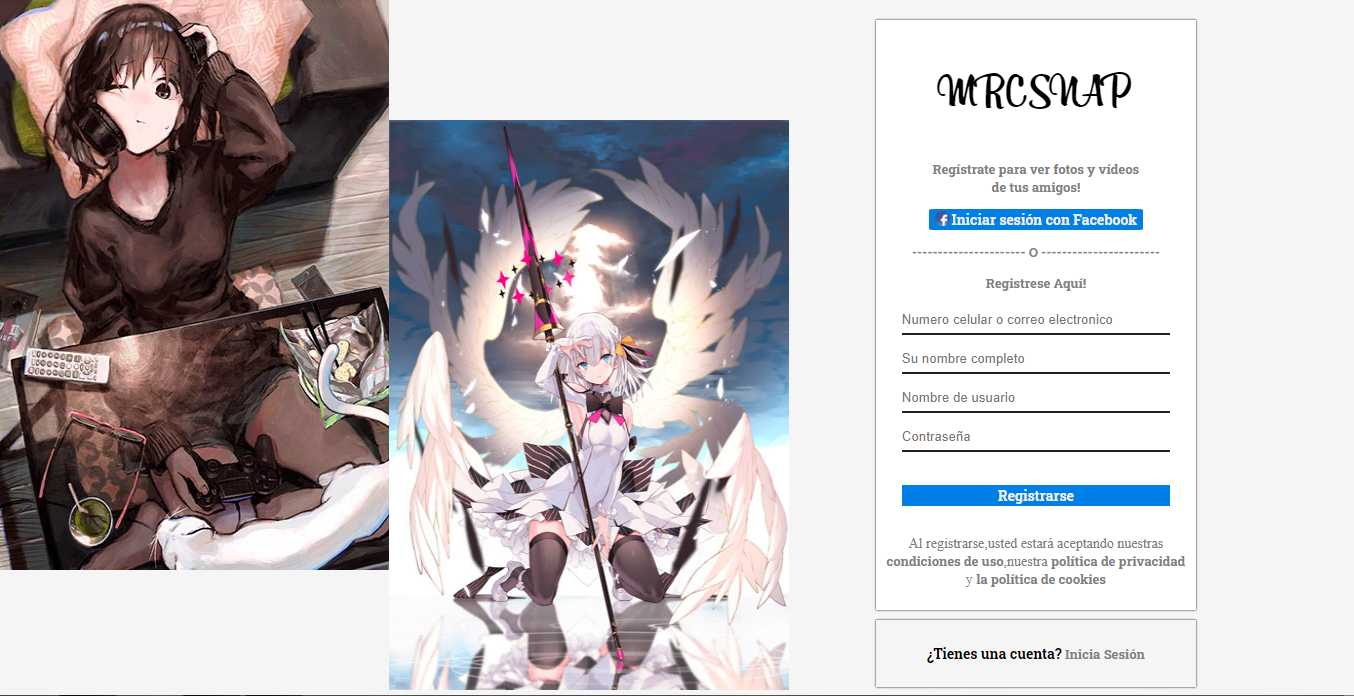 MRCSNAP
Regístrate para ver fotos y vídeos
de tus amigos!
Iniciar sesión con Facebook
---------------------- O -----------------------
Registrese Aquí!
Numero celular o correo electronico
Su nombre completo
Nombre de usuario
Contraseña
Registrarse
Al registrarse,usted estará aceptando nuestras
condiciones de uso,nuestra política de privacidad
y la política de cookies
¿Tienes una cuenta? Inicia Sesión